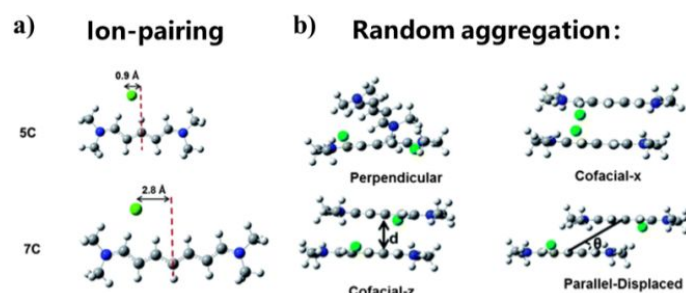 a) Ion-pairing
b) Random aggregation:
0.9 Å
5C
2.8 Å
7C
Perpendicular
Cofacial-x
d
θ
Cofacial-z
Parallel-Displaced